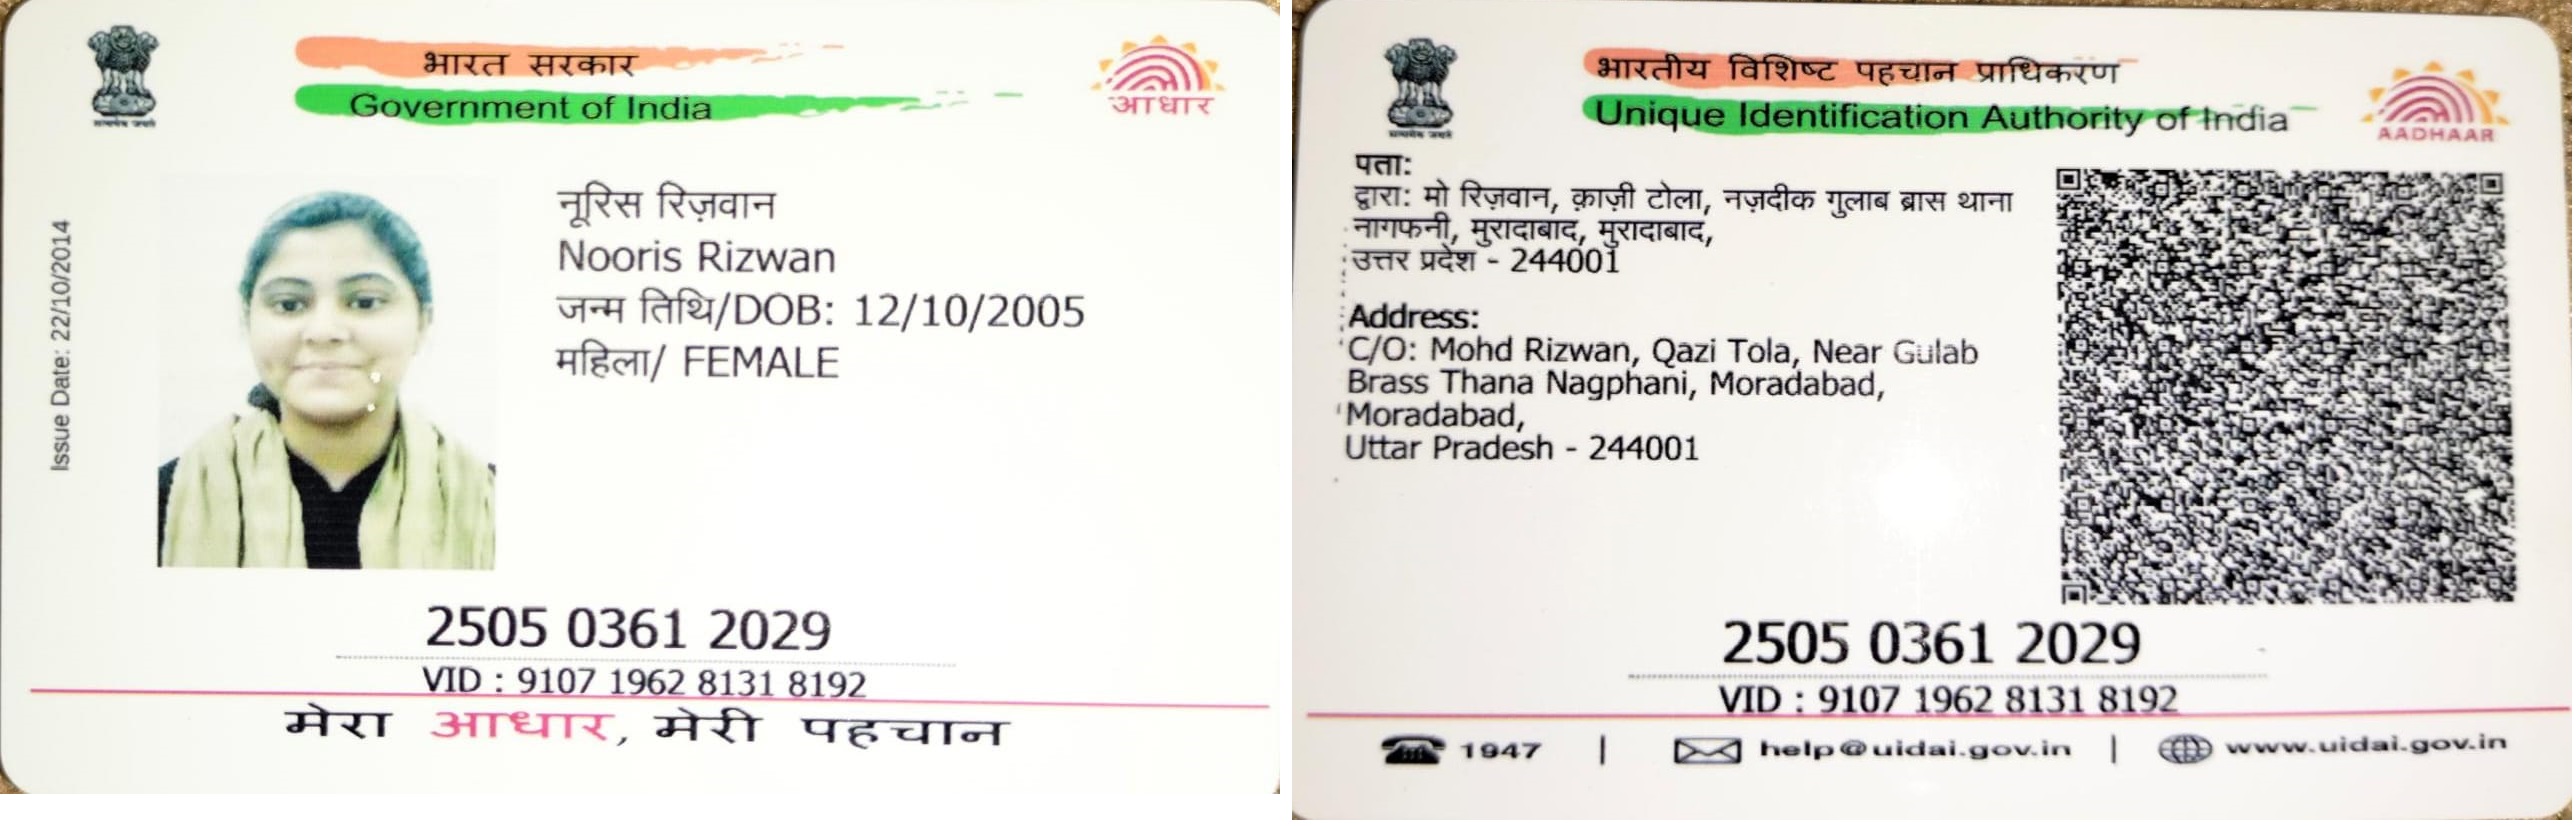 भारत सरकार
Government of India
आधार
Issue Date: 22/10/2014
नूरिस रिज़वान
Nooris Rizwan
जन्म तिथि/DOB: 12/10/2005
महिला/ FEMALE
2505 0361 2029
VID : 9107 1962 8131 8192
मेरा आधार, मेरी पहचान
भारतीय विशिष्ट पहचान प्राधिकरण
Unique Identification Authority of India
AADHAAR
पता:
द्वारा: मो रिज़वान, क़ाज़ी टोला, नज़दीक गुलाब ब्रास थाना
नागफनी, मुरादाबाद, मुरादाबाद,
उत्तर प्रदेश - 244001
Address:
C/O: Mohd Rizwan, Qazi Tola, Near Gulab
Brass Thana Nagphani, Moradabad,
Moradabad,
Uttar Pradesh - 244001
2505 0361 2029
VID : 9107 1962 8131 8192
1947 | help@uidai.gov.in | www.uidai.gov.in